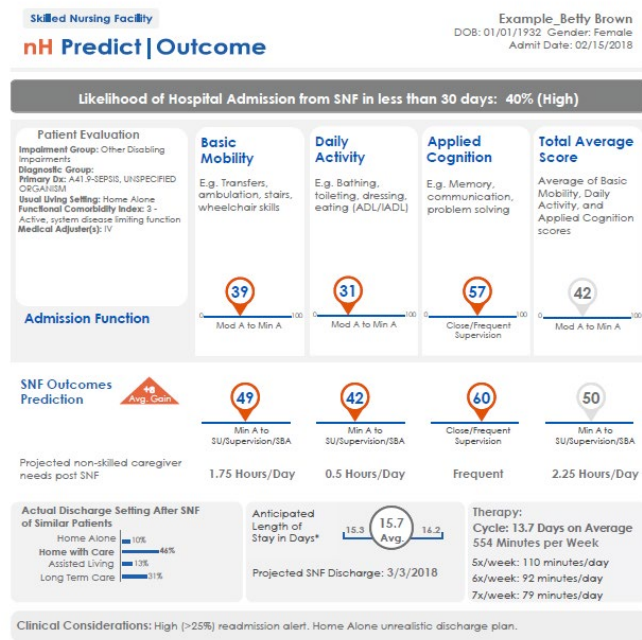 Skilled Nursing Facility
nH Predict|Outcome
Example_Betty Brown
DOB: 01/01/1932 Gender: Female
Admit Date: 02/15/2018
Likelihood of Hospital Admission from SNF in less than 30 days: 40% (High)
Patient Evaluation
Impairment Group: Other Disabling
Impairments
Diagnostic Group:
Primary Dx: A41.9-SEPSIS, UNSPECIFIED
ORGANISM
Usual Living Setting: Home Alone
Functional Comorbidity Index: 3 -
Active, system disease limiting function
Medical Adjuster(s): IV
Basic
Mobility
E.g. Transfers,
ambulation, stairs,
wheelchair skills
Daily
Activity
E.g. Bathing,
toileting, dressing,
eating (ADL/IADL)
Applied
Cognition
E.g. Memory,
communication,
problem solving
Total Average
Score
Average of Basic
Mobility, Daily
Activity, and
Applied Cognition
scores
Admission Function
39
0 100
Mod A to Min A
31
0 100
Mod A to Min A
57
0 100
Close/Frequent
Supervision
42
0 100
Mod A to Min A
SNF Outcomes
Prediction
+8
Avg. Gain
49
Min A to
SU/Supervision/SBA
42
Min A to
SU/Supervision/SBA
60
Close/Frequent
Supervision
50
Min A to
SU/Supervision/SBA
Projected non-skilled caregiver
needs post SNF
1.75 Hours/Day
0.5 Hours/Day
Frequent
2.25 Hours/Day
Actual Discharge Setting After SNF
of Similar Patients
Home Alone 10%
Home with Care 46%
Assisted Living 13%
Long Term Care 31%
Anticipated
Length of
Stay in Days*
15.3
15.7
Avg.
16.2
Projected SNF Discharge: 3/3/2018
Therapy:
Cycle: 13.7 Days on Average
554 Minutes per Week
5x/week: 110 minutes/day
6x/week: 92 minutes/day
7x/week: 79 minutes/day
Clinical Considerations: High (>25%) readmission alert. Home Alone unrealistic discharge plan.